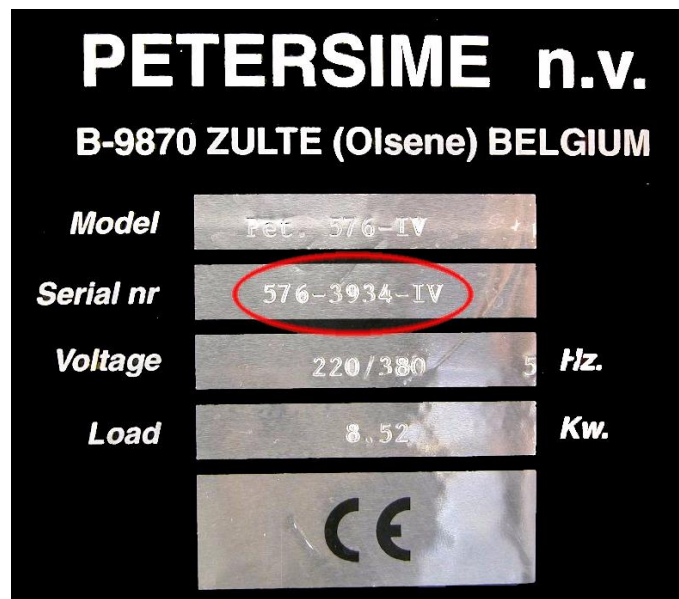 PETERSIME n.v.
B-9870 ZULTE (Olsene) BELGIUM
Model Pet. 576-IV
Serial nr 576-3934-IV
Voltage 220/380 5 Hz.
Load 8.52 Kw.
CE